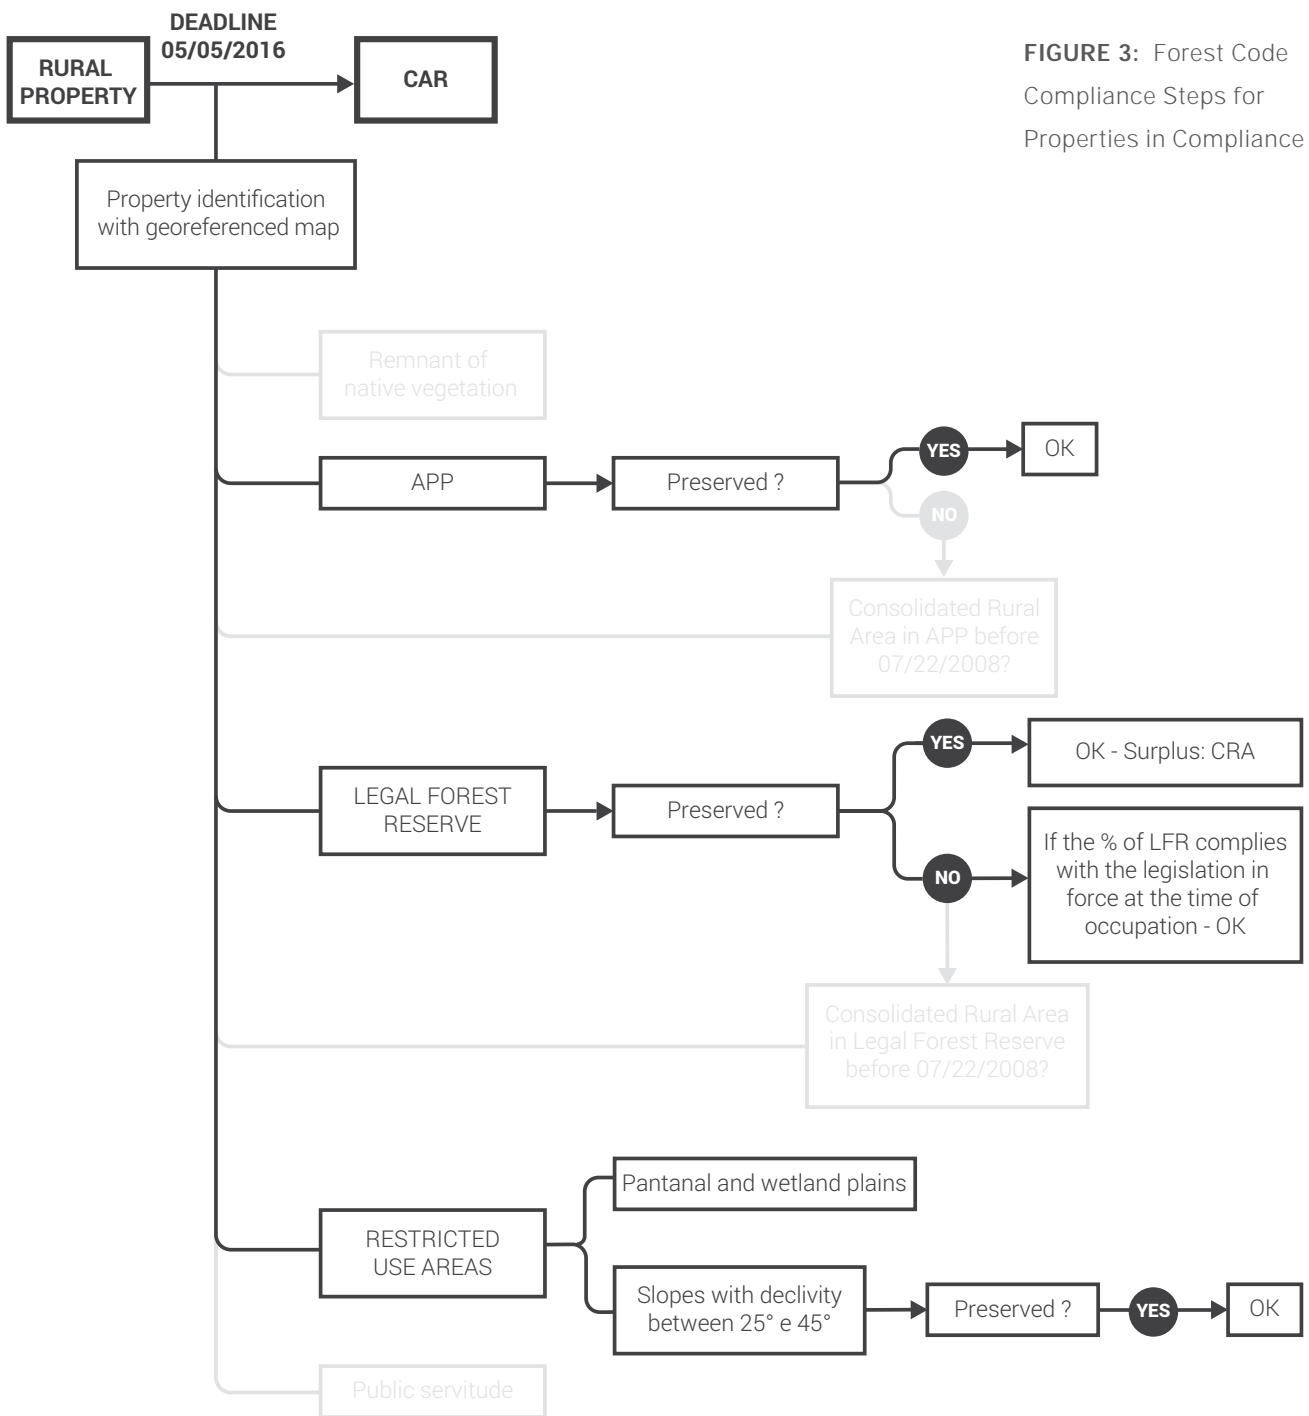 DEADLINE
05/05/2016
RURAL
PROPERTY
CAR
FIGURE 3: Forest Code
Compliance Steps for
Properties in Compliance
Property identification
with georeferenced map
Remnant of
native vegetation
APP
Preserved ?
YES
OK
NO
Consolidated Rural
Area in APP before
07/22/2008?
LEGAL FOREST
RESERVE
Preserved ?
YES
OK - Surplus: CRA
NO
If the % of LFR complies
with the legislation in
force at the time of
occupation - OK
Consolidated Rural Area
in Legal Forest Reserve
before 07/22/2008?
RESTRICTED
USE AREAS
Pantanal and wetland plains
Slopes with declivity
between 25° e 45°
Preserved ?
YES
OK
Public servitude